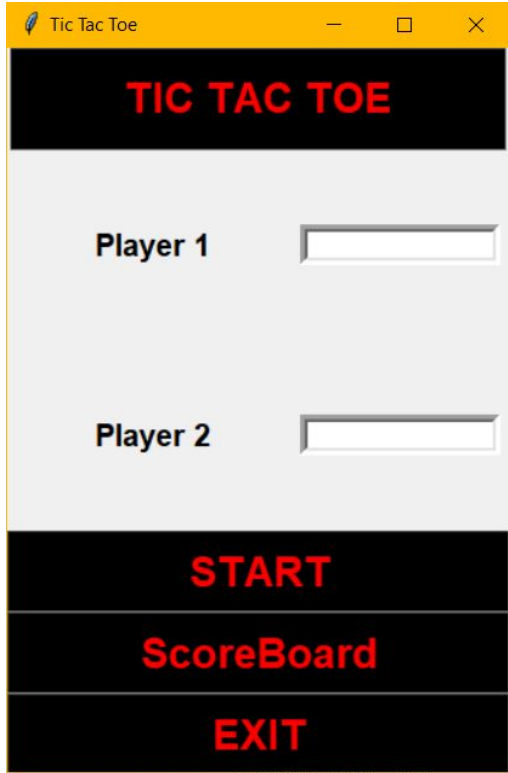 Tic Tac Toe
TIC TAC TOE
Player 1
Player 2
START
ScoreBoard
EXIT